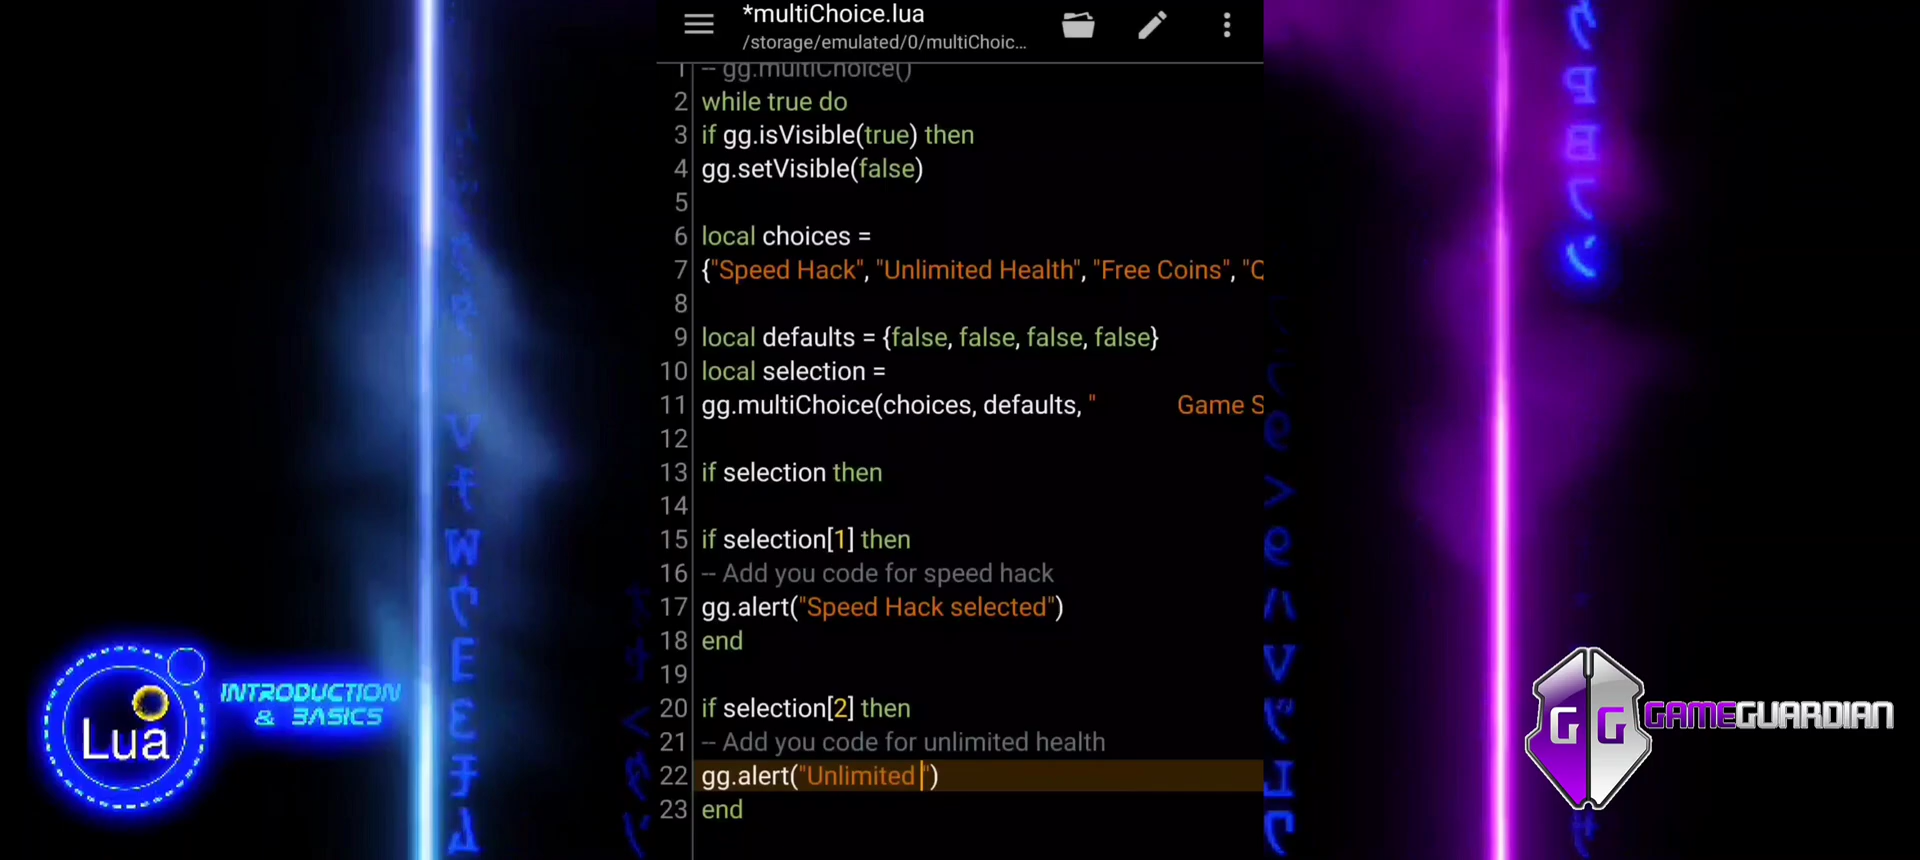 *multiChoice.lua
/storage/emulated/0/multiChoic...
1 -- gg.multiChoice()
2 while true do
3 if gg.isVisible(true) then
4 gg.setVisible(false)
5
6 local choices =
7 {"Speed Hack", "Unlimited Health", "Free Coins", "
8
9 local defaults = {false, false, false, false}
10 local selection =
11 gg.multiChoice(choices, defaults, " Game S
12
13 if selection then
14
15 if selection[1] then
16 -- Add you code for speed hack
17 gg.alert("Speed Hack selected")
18 end
19
20 if selection[2] then
21 -- Add you code for unlimited health
22 gg.alert("Unlimited ")
23 end
Lua
INTRODUCTION
& BASICS
GG
GAMEGUARDIAN